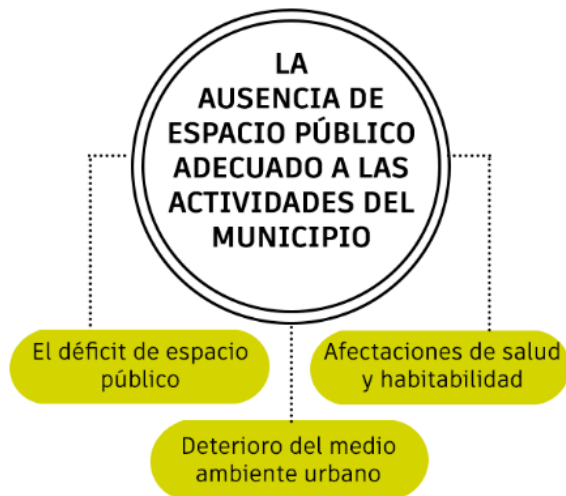 LA
AUSENCIA DE
ESPACIO PÚBLICO
ADECUADO A LAS
ACTIVIDADES DEL
MUNICIPIO
El déficit de espacio
público
Afectaciones de salud
y habitabilidad
Deterioro del medio
ambiente urbano